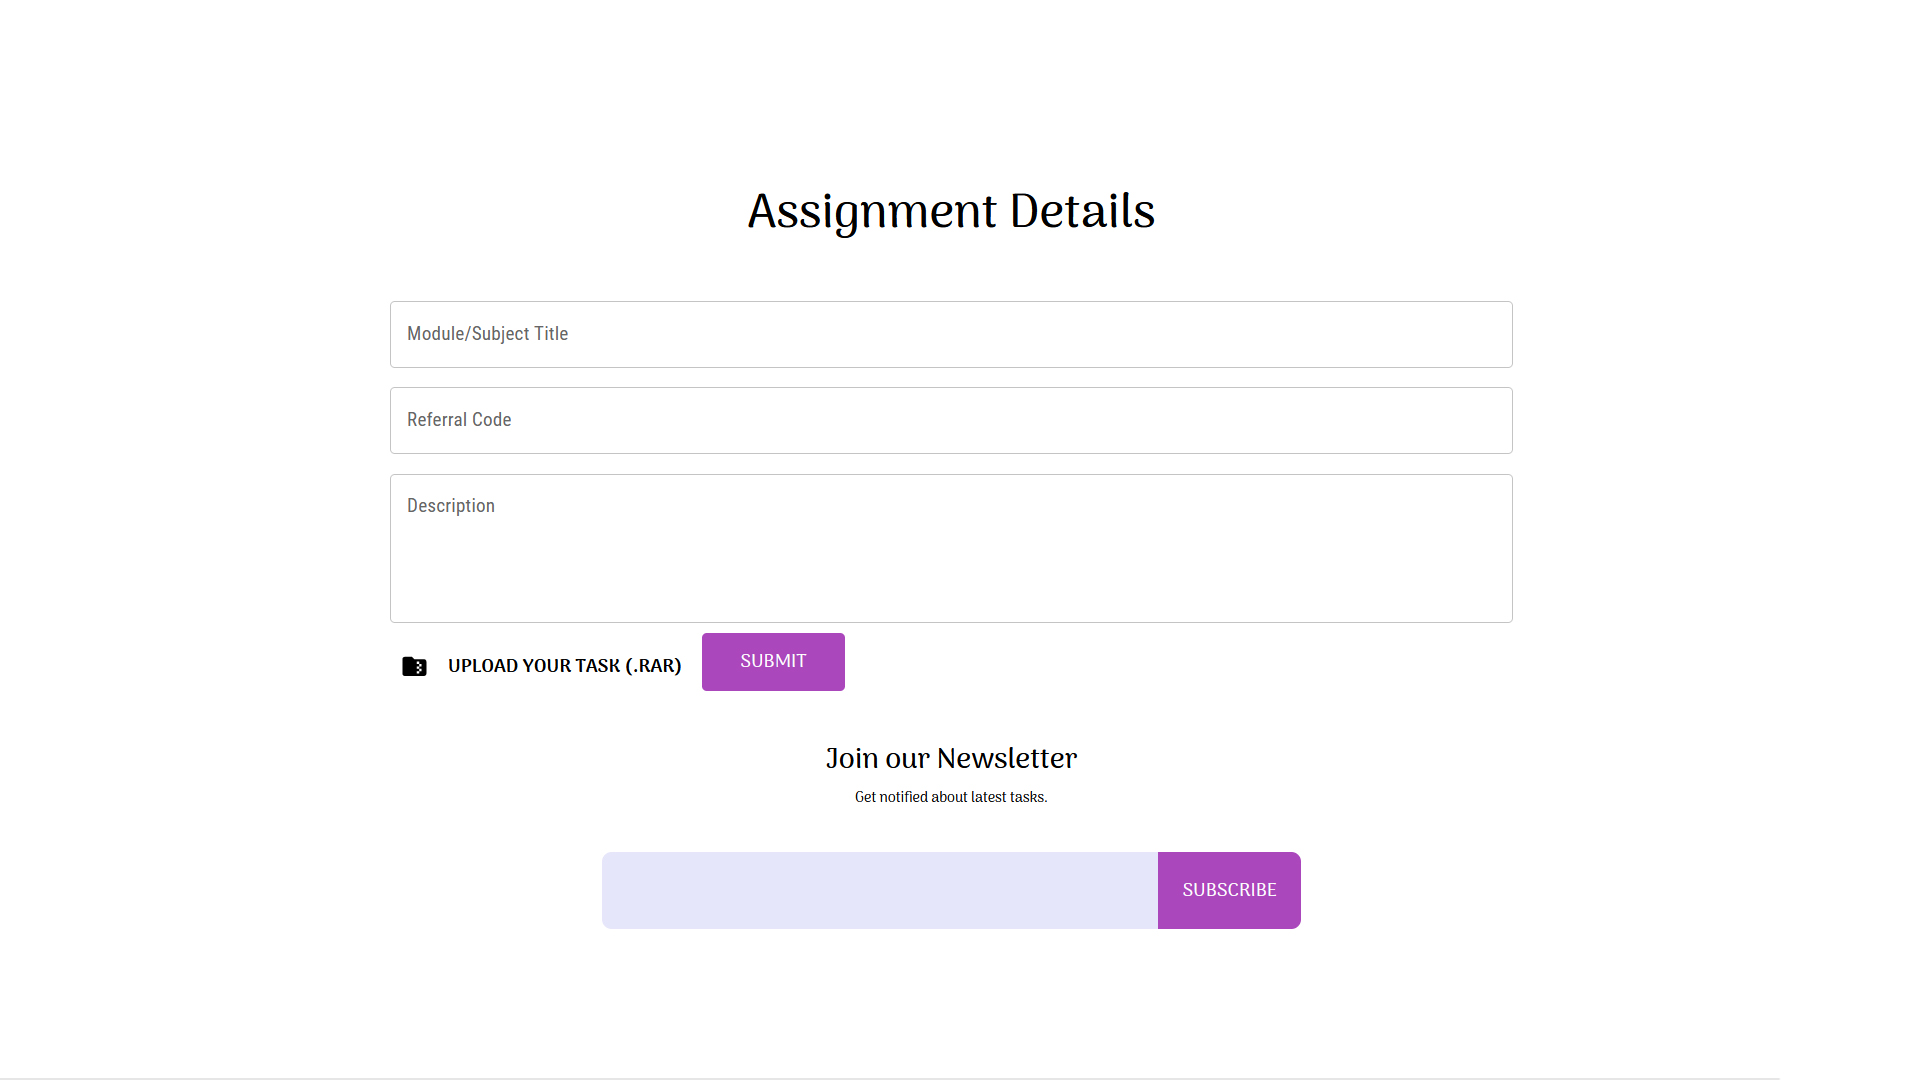 Assignment Details
Module/Subject Title
Referral Code
Description
UPLOAD YOUR TASK (.RAR)
SUBMIT
Join our Newsletter
Get notified about latest tasks.
SUBSCRIBE